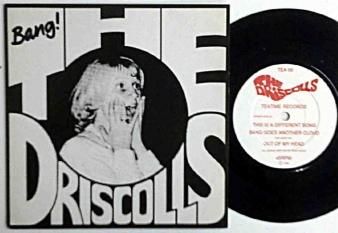 Bang!
THE
DRISCOLLS
TEA 09
THE
DRISCOLLS
TEATIME RECORDS
THIS IS A DIFFERENT SONG
BANG GOES ANOTHER CLOUD
OUT OF MY HEAD
45RPM